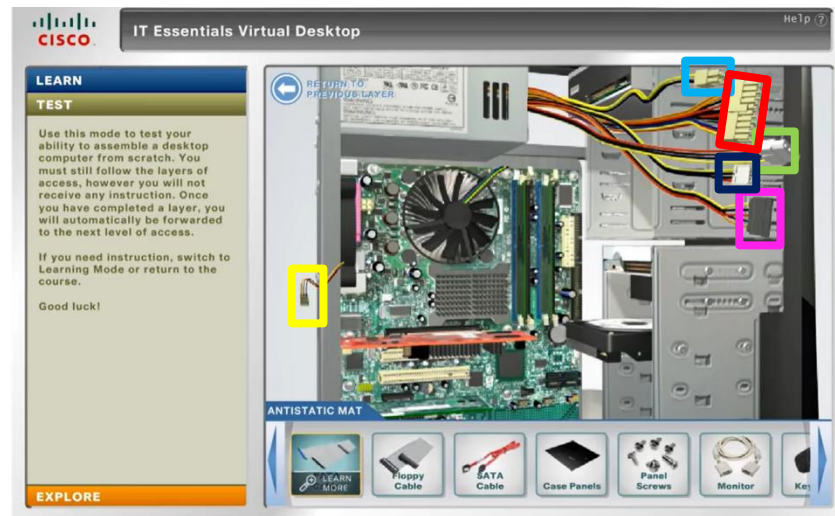 CISCO
IT Essentials Virtual Desktop
Help ?
LEARN
TEST
Use this mode to test your
ability to assemble a desktop
computer from scratch. You
must still follow the layers of
access, however you will not
receive any instruction. Once
you have completed a layer, you
will automatically be forwarded
to the next level of access.
If you need instruction, switch to
Learning Mode or return to the
course.
Good luck!
EXPLORE
RETURN TO
PREVIOUS LAYER
ANTISTATIC MAT
LEARN
MORE
Floppy
Cable
SATA
Cable
Case Panels
Panel
Screws
Monitor